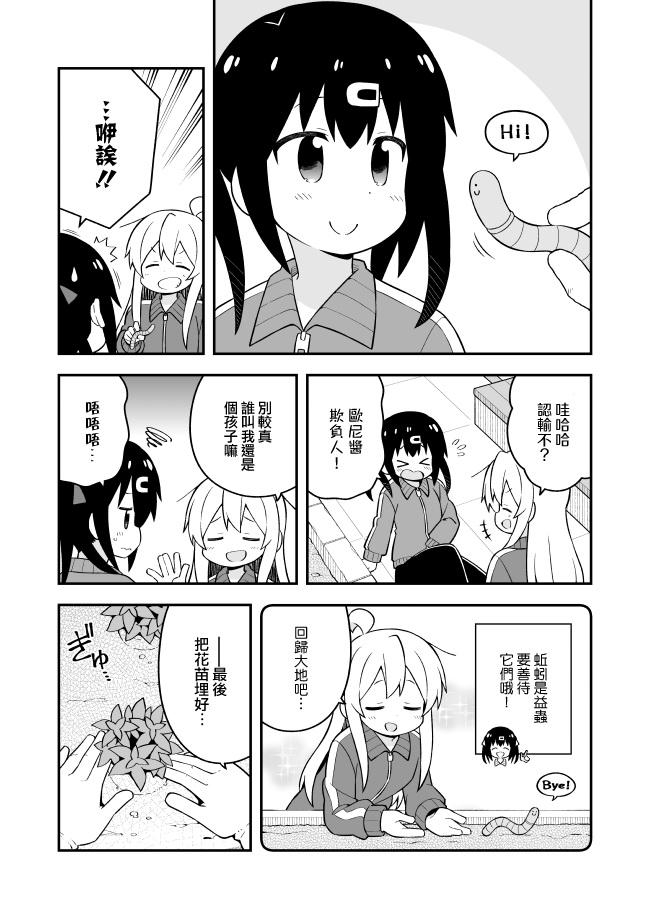 Hi!
…咿誒!!
哇哈哈
認輸不？
歐尼醬
欺負人！
別較真
誰叫我還是
個孩子嘛
唔唔唔…
蚯蚓是益蟲
要善待
它們哦！
Bye!
回歸大地吧…
——最後
把花苗埋好…
ぎゅ…